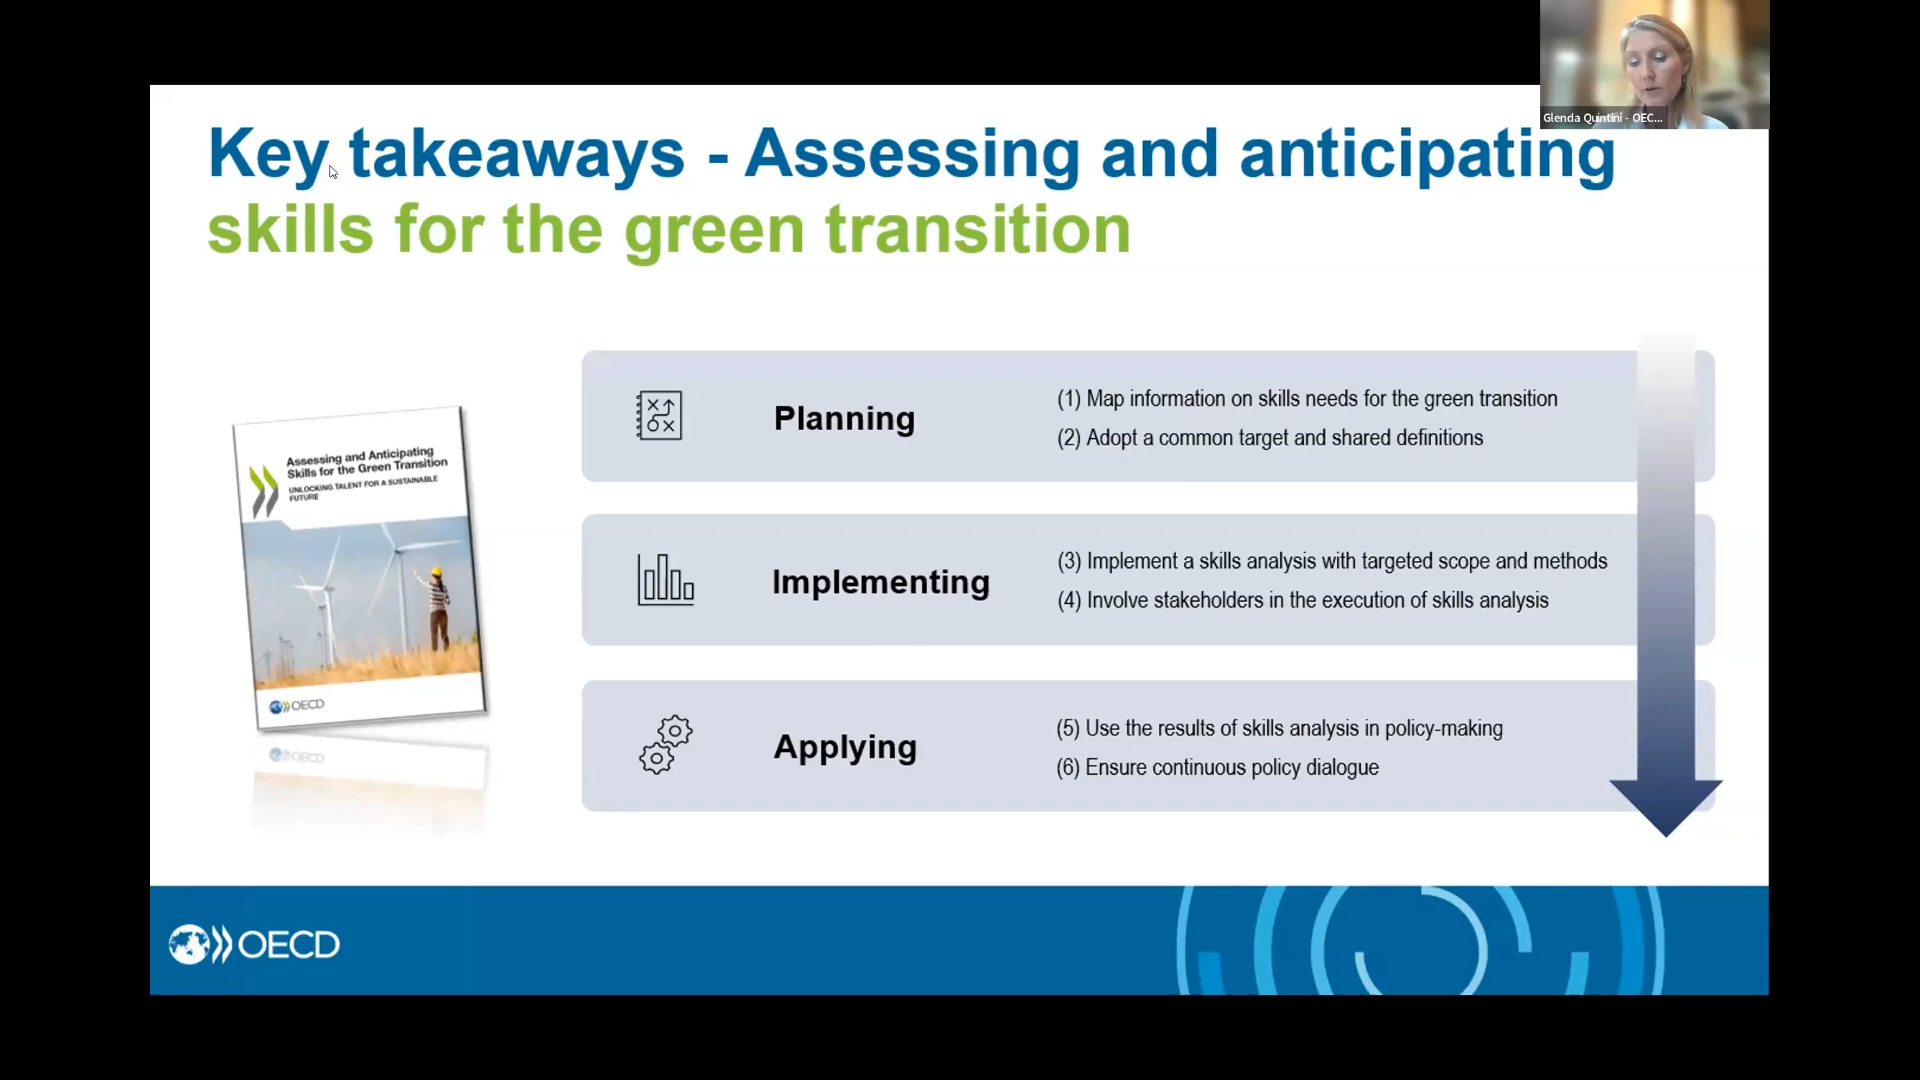 Glenda Quintini - OEC...
Key takeaways - Assessing and anticipating
skills for the green transition
Assessing and Anticipating
Skills for the Green Transition
UNLOCKING TALENT FOR A SUSTAINABLE
FUTURE
OECD
OECD
Planning
(1) Map information on skills needs for the green transition
(2) Adopt a common target and shared definitions
Implementing
(3) Implement a skills analysis with targeted scope and methods
(4) Involve stakeholders in the execution of skills analysis
Applying
(5) Use the results of skills analysis in policy-making
(6) Ensure continuous policy dialogue
OECD